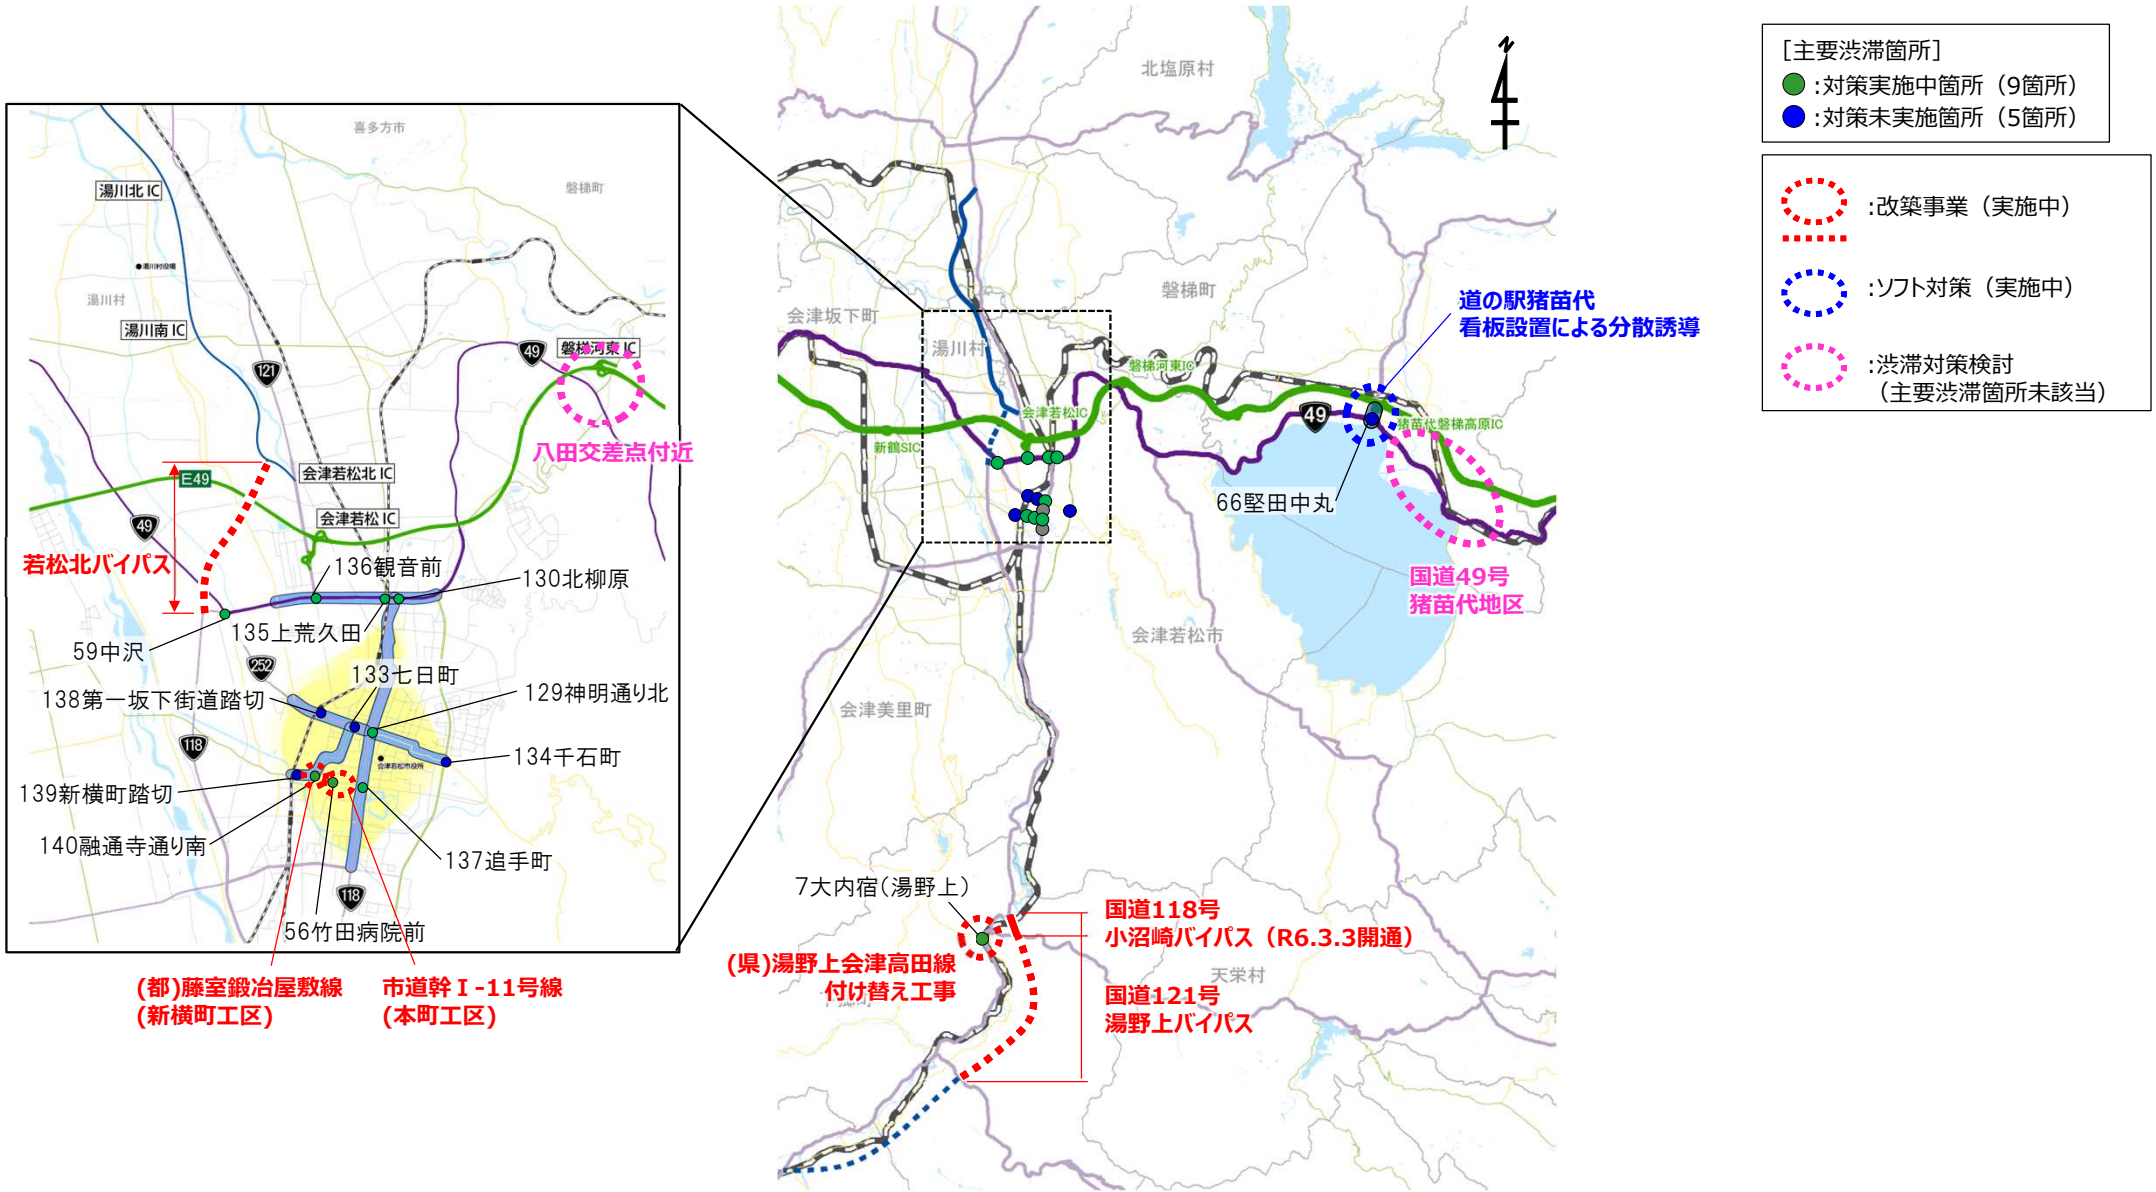 [主要渋滞箇所]
:対策実施中箇所（9箇所）
:対策未実施箇所（5箇所）
:改築事業（実施中）
:ソフト対策（実施中）
:渋滞対策検討
（主要渋滞箇所未該当）
喜多方市
磐梯町
湯川北IC
湯川村役場
湯川村
湯川南IC
121
49
磐梯河東IC
八田交差点付近
E49
会津若松北IC
会津若松IC
49
若松北バイパス
136観音前
130北柳原
135上荒久田
59中沢
252
133七日町
138第一坂下街道踏切
129神明通り北
118
134千石町
会津若松市役所
139新横町踏切
140融通寺通り南
137追手町
118
56竹田病院前
(都)藤室鍛冶屋敷線
(新横町工区)
市道幹Ⅰ-11号線
(本町工区)
北塩原村
N
磐梯町
会津坂下町
湯川村
磐梯河東IC
会津若松IC
新鶴SIC
道の駅猪苗代
看板設置による分散誘導
49
猪苗代磐梯高原IC
66堅田中丸
国道49号
猪苗代地区
会津若松市
会津美里町
7大内宿(湯野上)
国道118号
小沼崎バイパス（R6.3.3開通）
(県)湯野上会津高田線
付け替え工事
天栄村
国道121号
湯野上バイパス